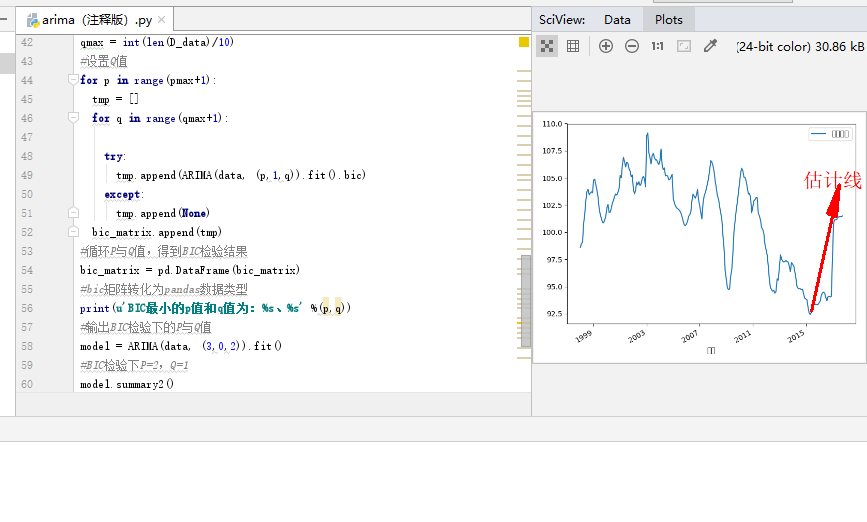 arima（注释版）.py ×
SciView: Data Plots
1:1 (24-bit color) 30.86 kB
42 qmax = int(len(D_data)/10)
43 #设置Q值
44 for p in range(pmax+1):
45 tmp = []
46 for q in range(qmax+1):
47
48 try:
49 tmp.append(ARIMA(data, (p,1,q)).fit().bic)
50 except:
51 tmp.append(None)
52 bic_matrix.append(tmp)
53 #循环P与Q值，得到BIC检验结果
54 bic_matrix = pd.DataFrame(bic_matrix)
55 #bic矩阵转化为pandas数据类型
56 print(u'BIC最小的p值和q值为：%s、%s' %(p,q))
57 #输出BIC检验下的P与Q值
58 model = ARIMA(data, (3,0,2)).fit()
59 #BIC检验下P=2，Q=1
60 model.summary2()
110.0
107.5
105.0
102.5
100.0
97.5
95.0
92.5
估计线
1999 2003 2007 2011 2015